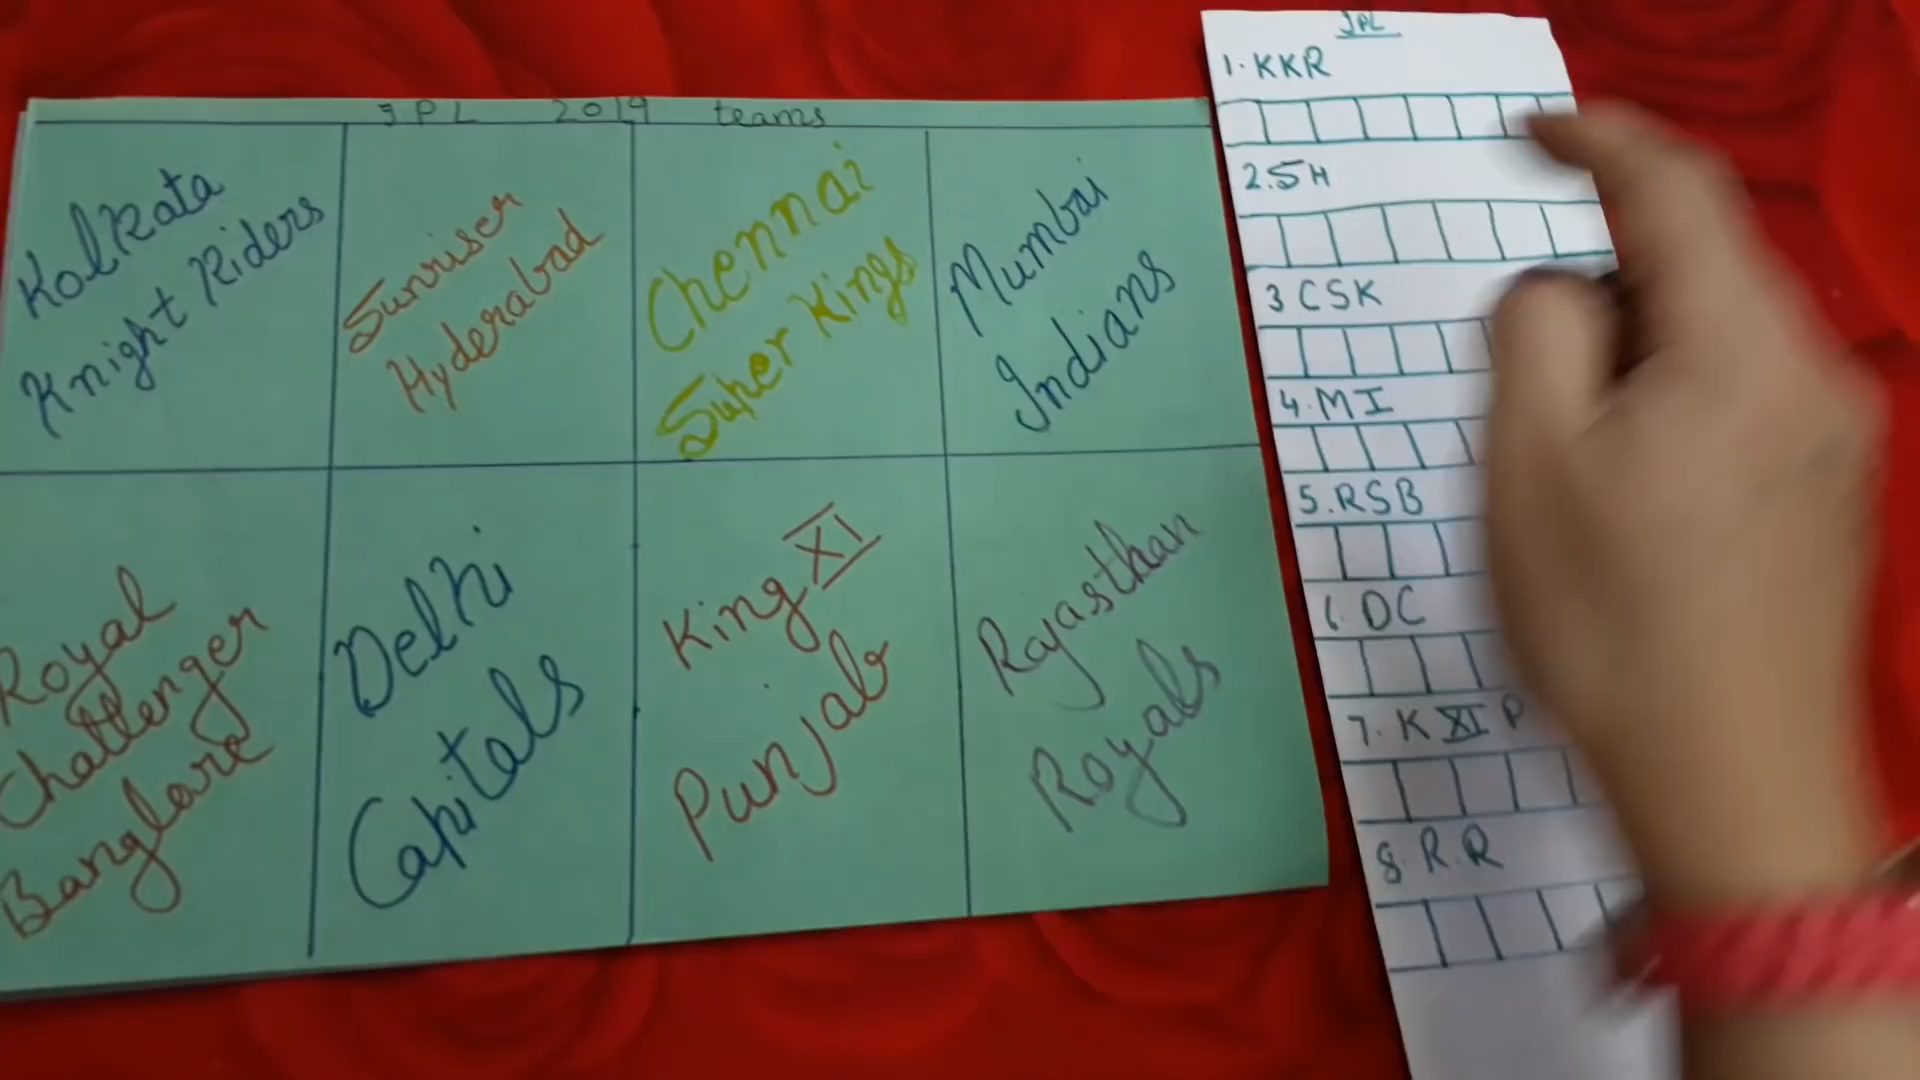 IPL 2019 teams
Kolkata
Knight Riders
Sunriser
Hyderabad
Chennai
Super Kings
Mumbai
Indians
Royal
Challenger
Banglore
Delhi
Capitals
King XI
Punjab
Rajasthan
Royals
IPL
1. KKR
2. SH
3 CSK
4. MI
5. RSB
6. DC
7. K XI P
8. R.R